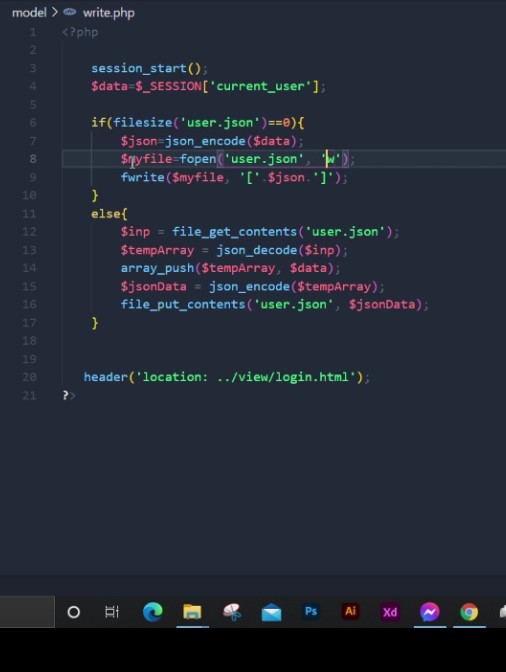 model > write.php
1 <?php
2
3 session_start();
4 $data=$_SESSION['current_user'];
5
6 if(filesize('user.json')==0){
7 $json=json_encode($data);
8 $myfile=fopen('user.json', 'w');
9 fwrite($myfile, '['.$json.']');
10 }
11 else{
12 $inp = file_get_contents('user.json');
13 $tempArray = json_decode($inp);
14 array_push($tempArray, $data);
15 $jsonData = json_encode($tempArray);
16 file_put_contents('user.json', $jsonData);
17 }
18
19
20 header('location: ../view/login.html');
21 ?>
Ps Ai Xd